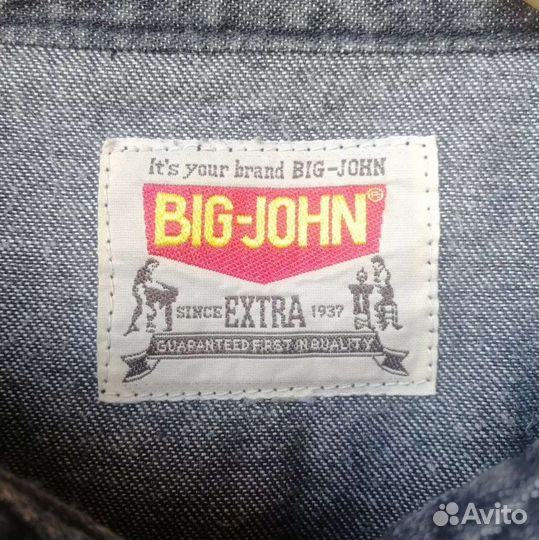 It's your brand BIG-JOHN
BIG-JOHN®
SINCE EXTRA 1937
GUARANTEED FIRST IN QUALITY
Avito